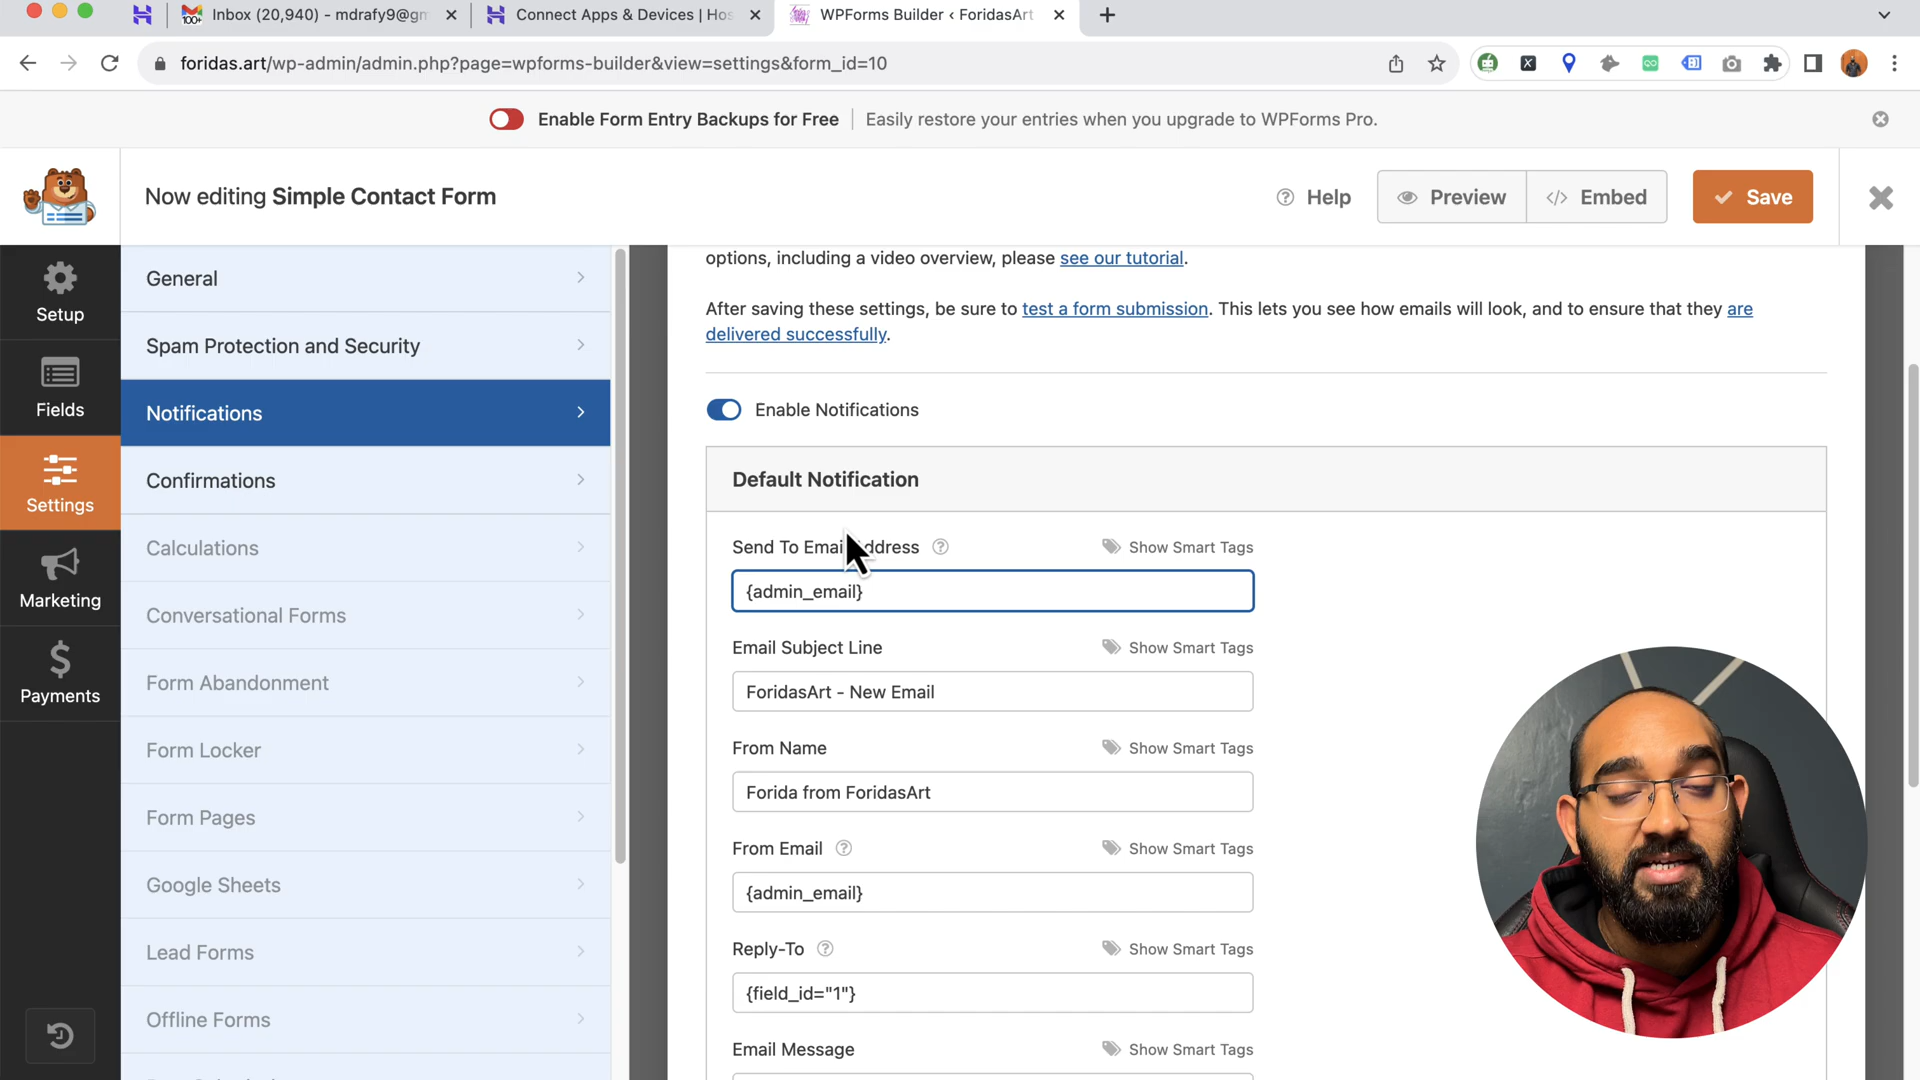 100+
Inbox (20,940) - mdrafy9@gm
Connect Apps & Devices | Hos
WPForms Builder ‹ ForidasArt
foridas.art/wp-admin/admin.php?page=wpforms-builder&view=settings&form_id=10
Enable Form Entry Backups for Free
Easily restore your entries when you upgrade to WPForms Pro.
Now editing Simple Contact Form
Help
Preview
Embed
Save
Setup
Fields
Settings
Marketing
Payments
General
Spam Protection and Security
Notifications
Confirmations
Calculations
Conversational Forms
Form Abandonment
Form Locker
Form Pages
Google Sheets
Lead Forms
Offline Forms
options, including a video overview, please see our tutorial.
After saving these settings, be sure to test a form submission. This lets you see how emails will look, and to ensure that they are
delivered successfully.
Enable Notifications
Default Notification
Send To Email Address
Show Smart Tags
{admin_email}
Email Subject Line
Show Smart Tags
ForidasArt - New Email
From Name
Show Smart Tags
Forida from ForidasArt
From Email
Show Smart Tags
{admin_email}
Reply-To
Show Smart Tags
{field_id="1"}
Email Message
Show Smart Tags